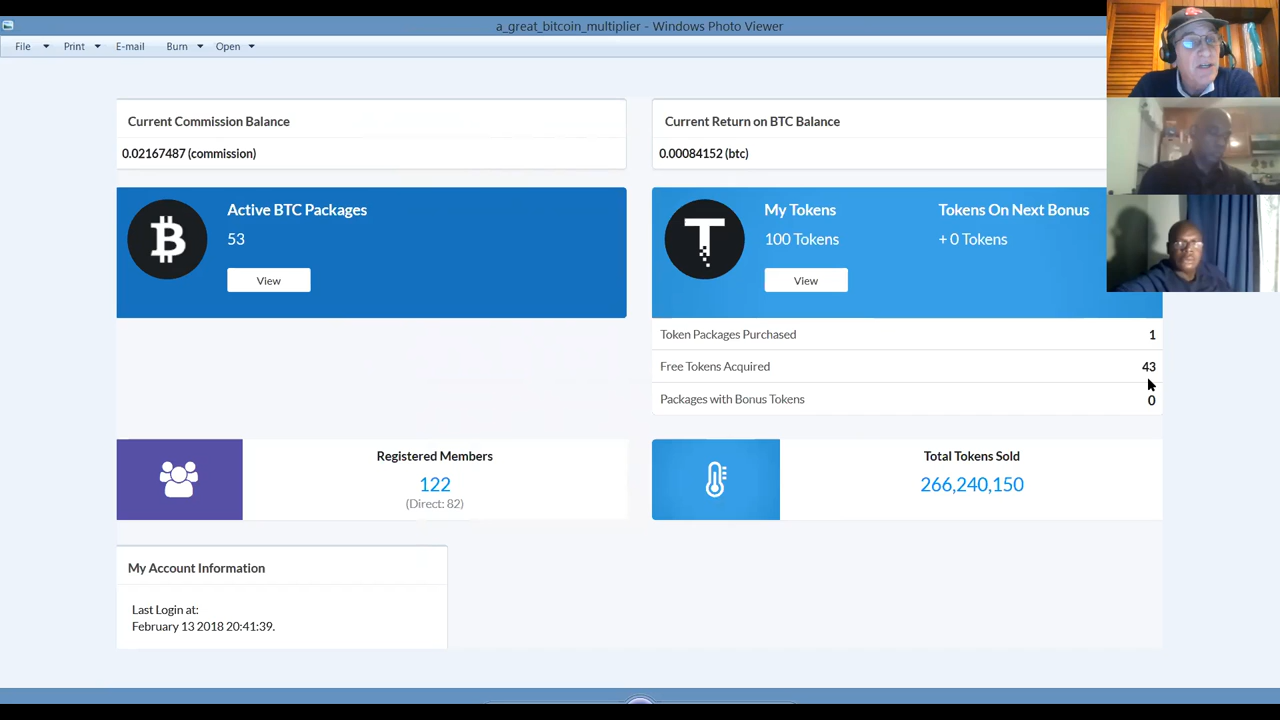 a_great_bitcoin_multiplier - Windows Photo Viewer
File Print E-mail Burn Open
Current Commission Balance
0.02167487 (commission)
Current Return on BTC Balance
0.00084152 (btc)
Active BTC Packages
53
View
My Tokens
100 Tokens
View
Tokens On Next Bonus
+ 0 Tokens
Token Packages Purchased 1
Free Tokens Acquired 43
Packages with Bonus Tokens 0
Registered Members
122
(Direct: 82)
Total Tokens Sold
266,240,150
My Account Information
Last Login at:
February 13 2018 20:41:39.